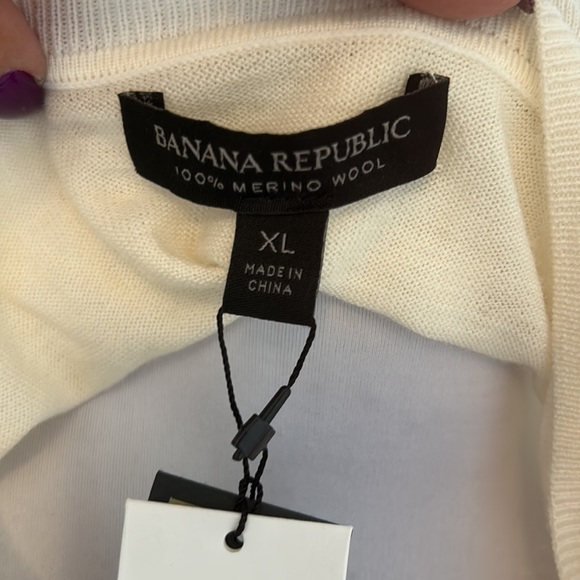 BANANA REPUBLIC
100% MERINO WOOL
XL
MADE IN
CHINA